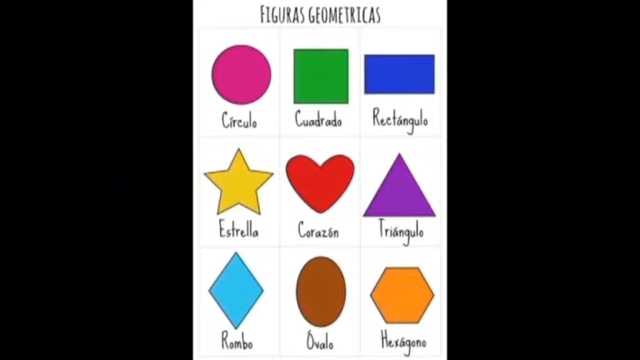 FIGURAS GEOMETRICAS
Círculo Cuadrado Rectángulo
Estrella Corazón Triángulo
Rombo Óvalo Hexágono